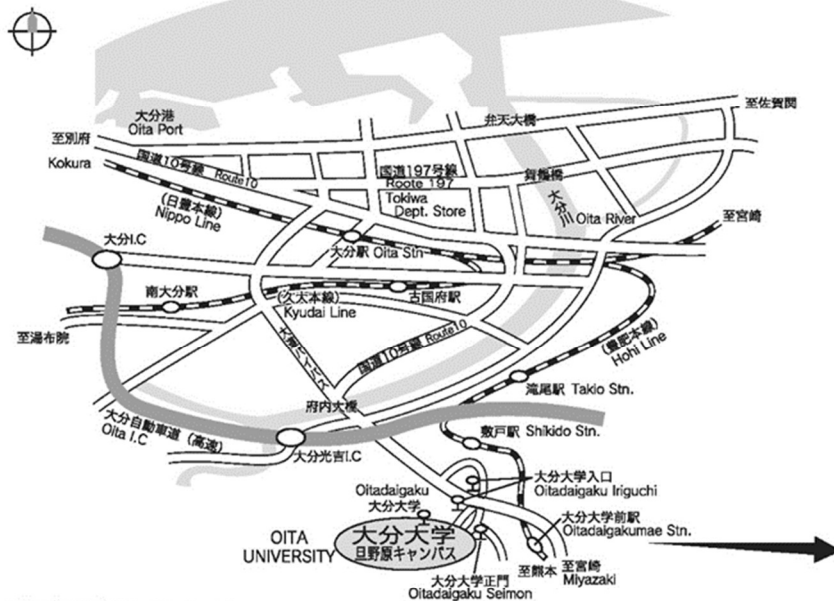 大分港
Oita Port
至別府
Kokura
国道10号線 Route10
(日豊本線)
Nippo Line
弁天大橋
至佐賀関
国道197号線
Roote 197
Tokiwa
Dept. Store
舞鶴橋
大分川 Oita River
至宮崎
大分I.C
大分駅 Oita Stn
南大分駅
(久大本線)
Kyudai Line
古国府駅
至湯布院
国道10号線 Route10
(豊肥本線)
Hohi Line
滝尾駅 Takio Stn.
府内大橋
大分自動車道(高速)
Oita I.C
敷戸駅 Shikido Stn.
大分光吉I.C
大分大学入口
Oitadaigaku Iriguchi
Oitadaigaku
大分大学
大分大学前駅
Oitadaigakumae Stn.
OITA
UNIVERSITY
大分大学
旦野原キャンパス
大分大学正門
Oitadaigaku Seimon
至熊本
至宮崎
Miyazaki